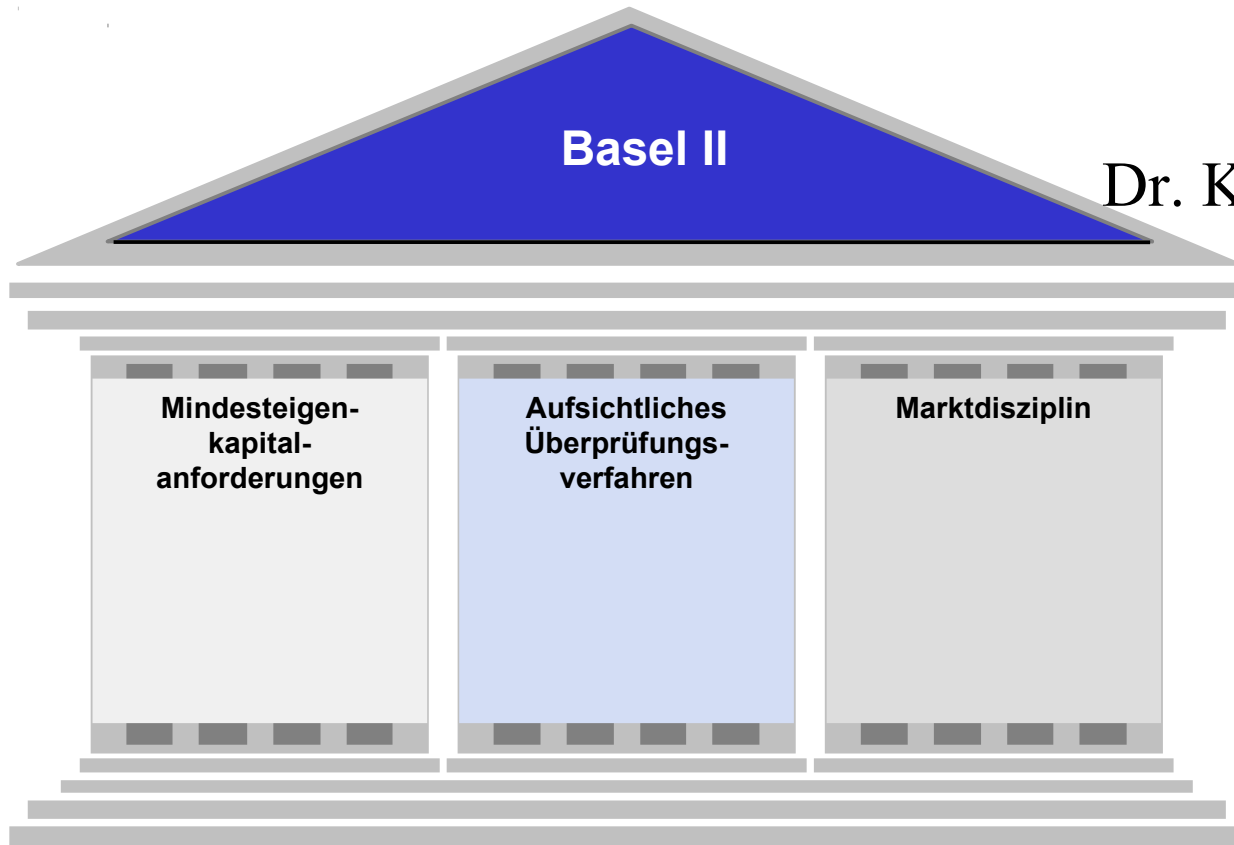 Basel II
Dr. K
Mindesteigen-
kapital-
anforderungen
Aufsichtliches
Überprüfungs-
verfahren
Marktdisziplin